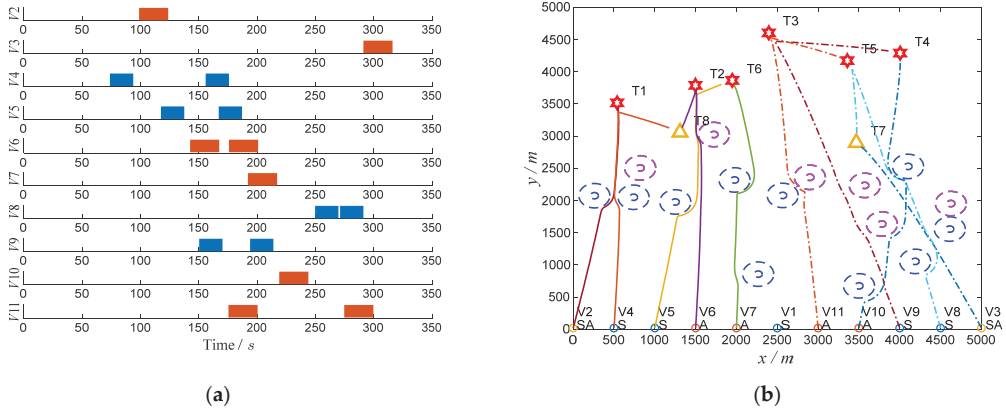 V2
0 50 100 150 200 250 300 350
V3
0 50 100 150 200 250 300 350
V4
0 50 100 150 200 250 300 350
V5
0 50 100 150 200 250 300 350
V6
0 50 100 150 200 250 300 350
V7
0 50 100 150 200 250 300 350
V8
0 50 100 150 200 250 300 350
V9
0 50 100 150 200 250 300 350
V10
0 50 100 150 200 250 300 350
V11
0 50 100 150 200 250 300 350
Time / s
(a)
5000
4500
4000
3500
3000
2500
2000
1500
1000
500
0
y / m
T3
T4
T5
T2
T6
T1
T8
T7
V2 V4 V5 V6 V7 V1 V11 V10 V9 V8 V3
SA S S A A S A A S S SA
0 500 1000 1500 2000 2500 3000 3500 4000 4500 5000
x / m
(b)